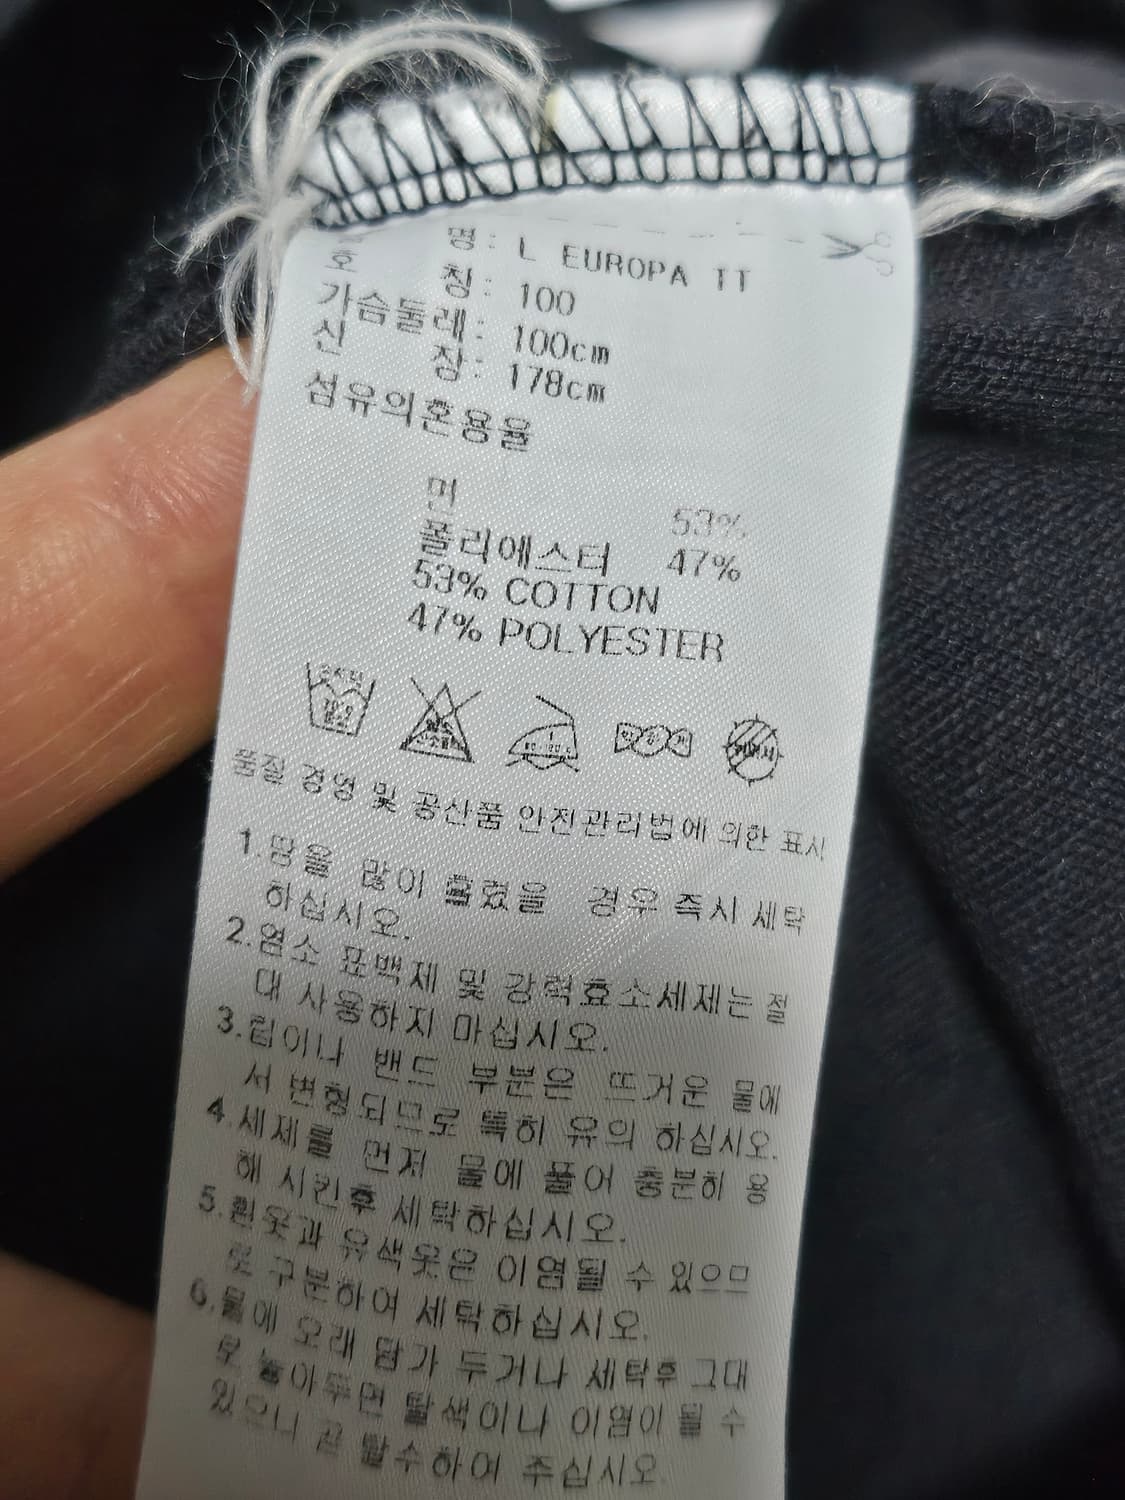 명: L EUROPA TT
호 칭: 100
가슴둘레: 100cm
신 장: 178cm
섬유의혼용율
면 53%
폴리에스터 47%
53% COTTON
47% POLYESTER
품질 경영 및 공산품 안전관리법에 의한 표시
1.땀을 많이 흘렸을 경우 즉시 세탁
하십시오.
2.염소 표백제 및 강력효소세제는 절
대 사용하지 마십시오.
3.립이나 밴드 부분은 뜨거운 물에
서 변형되므로 특히 유의 하십시오.
4.세제를 먼저 물에 풀어 충분히 용
해 시킨후 세탁하십시오.
5.흰옷과 유색옷은 이염될 수 있으므
로 구분하여 세탁하십시오.
6.물에 오래 담가 두거나 세탁후 그대
로 놓아두면 탈색이나 이염이 될 수
있으니 곧 탈수하여 주십시오.